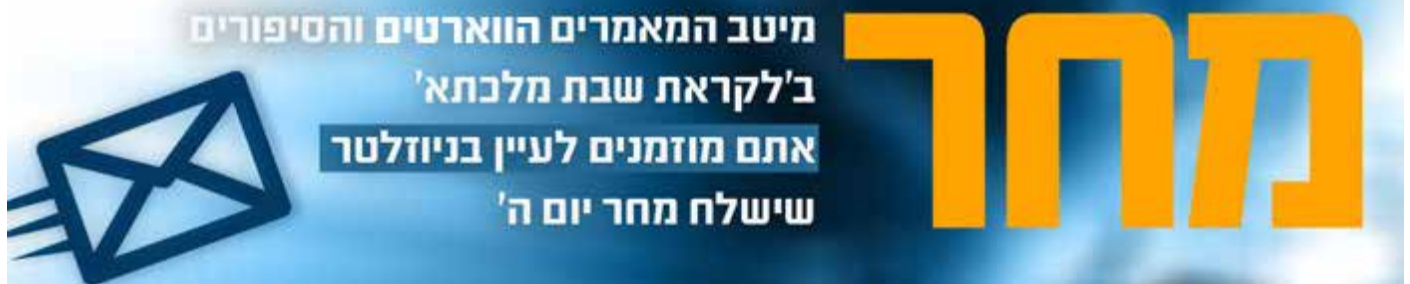 מחר
מיטב המאמרים הווארטים והסיפורים
ב'לקראת שבת מלכתא'
אתם מוזמנים לעיין בניוזלטר
שישלח מחר יום ה'